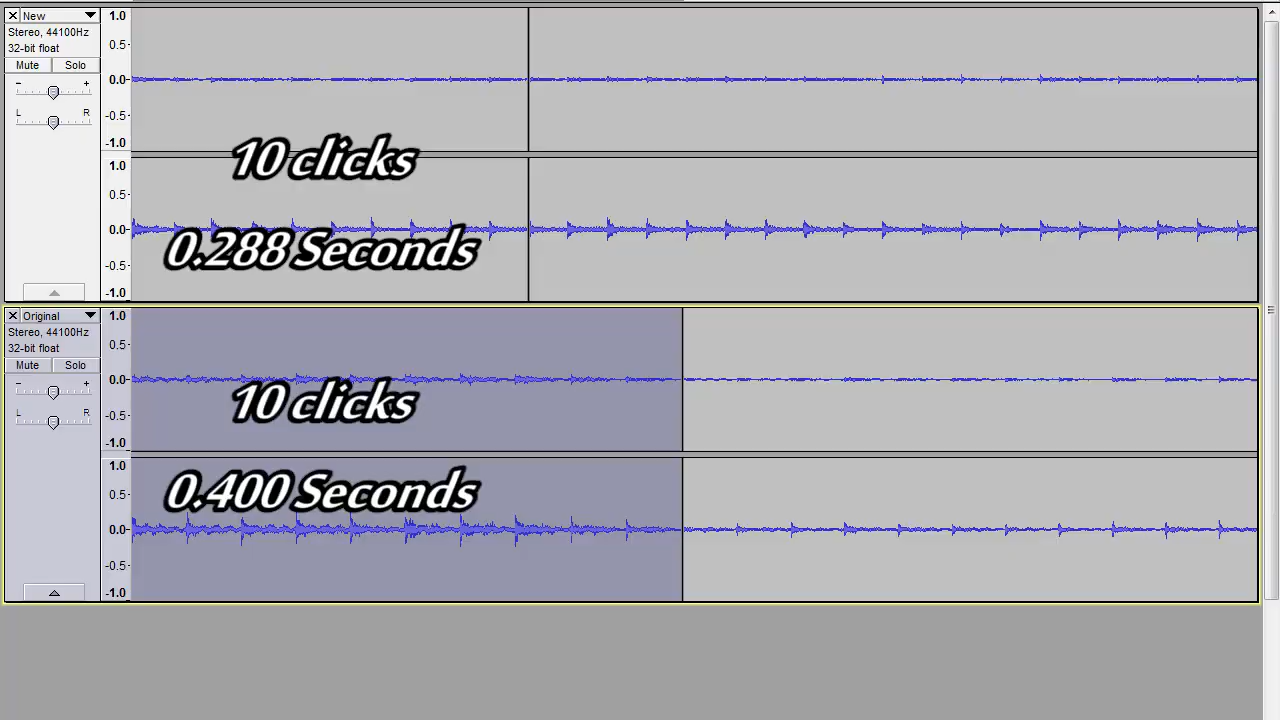 New
Stereo, 44100Hz
32-bit float
Mute Solo
- +
L R
1.0
0.5
0.0
-0.5
-1.0
1.0
0.5
0.0
-0.5
-1.0
10 clicks
0.288 Seconds
Original
Stereo, 44100Hz
32-bit float
Mute Solo
- +
L R
1.0
0.5
0.0
-0.5
-1.0
1.0
0.5
0.0
-0.5
-1.0
10 clicks
0.400 Seconds